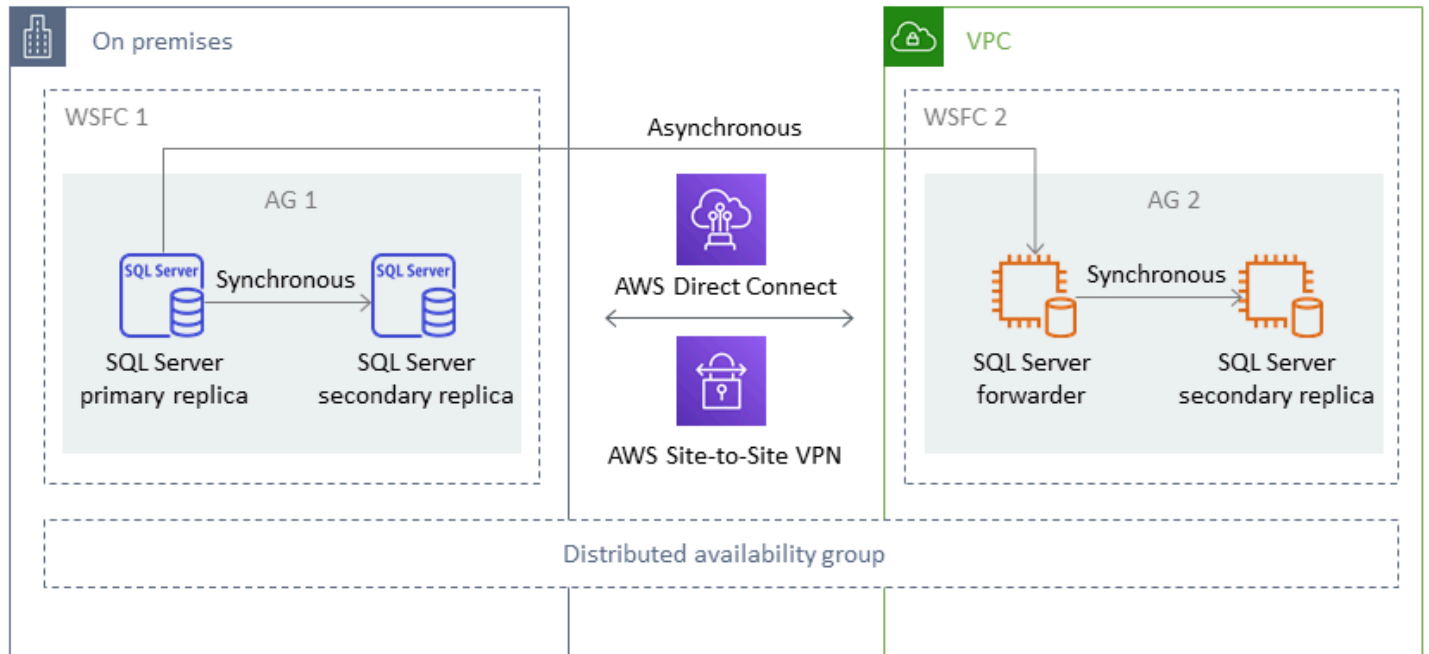 On premises
VPC
WSFC 1
Asynchronous
WSFC 2
AG 1
AG 2
SQL Server
Synchronous
SQL Server
SQL Server
primary replica
SQL Server
secondary replica
AWS Direct Connect
AWS Site-to-Site VPN
Synchronous
SQL Server
forwarder
SQL Server
secondary replica
Distributed availability group